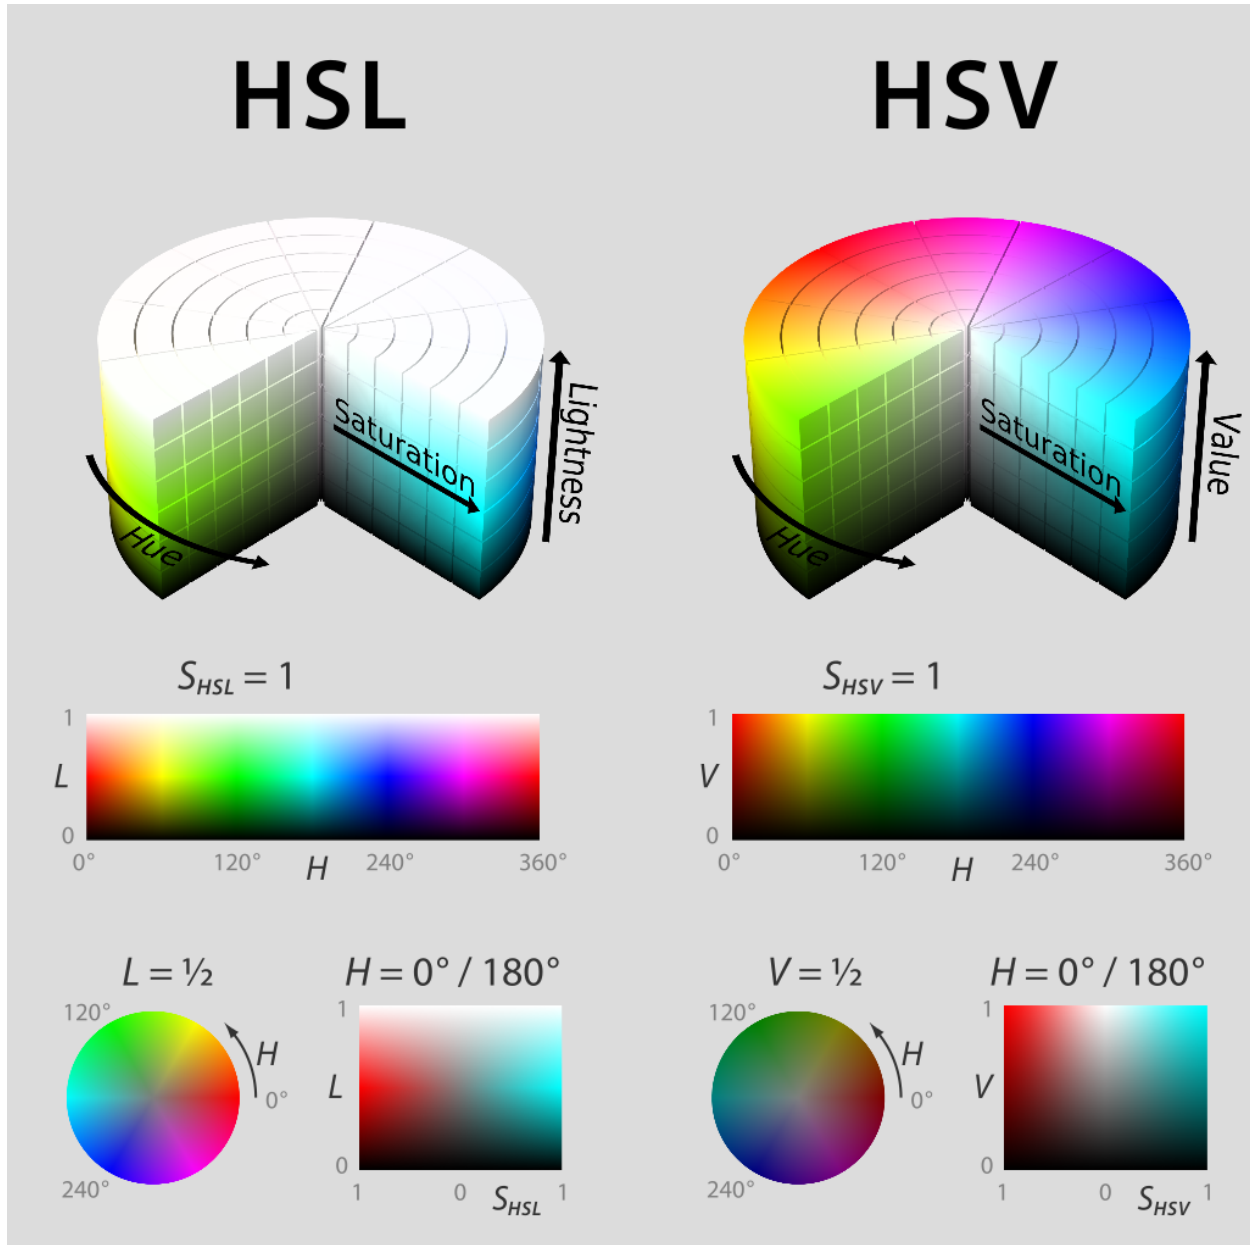 HSL
HSV
Saturation
Lightness
Hue
Saturation
Value
Hue
S_HSL = 1
S_HSV = 1
1
L
0
0°
120°
240°
360°
H
1
V
0
0°
120°
240°
360°
H
L = ½
H = 0° / 180°
V = ½
H = 0° / 180°
120°
H
0°
240°
1
L
0
1
0
S_HSL
1
120°
H
0°
240°
1
V
0
1
0
S_HSV
1